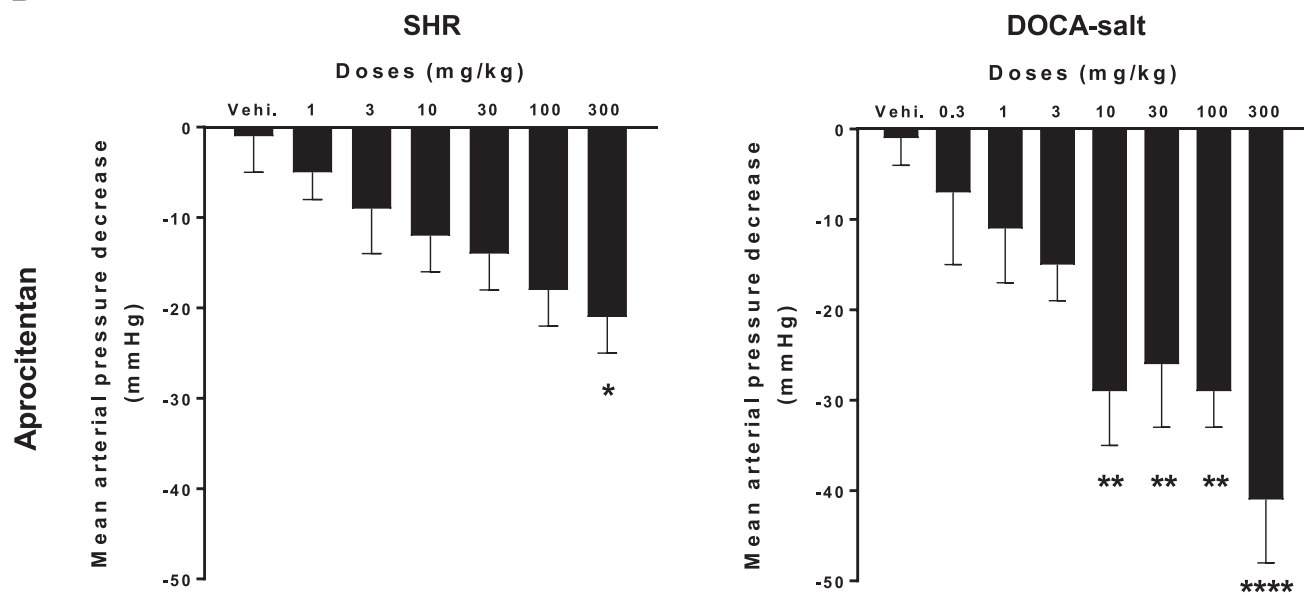 SHR
Doses (mg/kg)
Vehi. 1 3 10 30 100 300
0
-10
-20
-30
-40
-50
Mean arterial pressure decrease
(mmHg)
*
Aprocitentan
DOCA-salt
Doses (mg/kg)
Vehi. 0.3 1 3 10 30 100 300
0
-10
-20
-30
-40
-50
Mean arterial pressure decrease
(mmHg)
** ** **
****